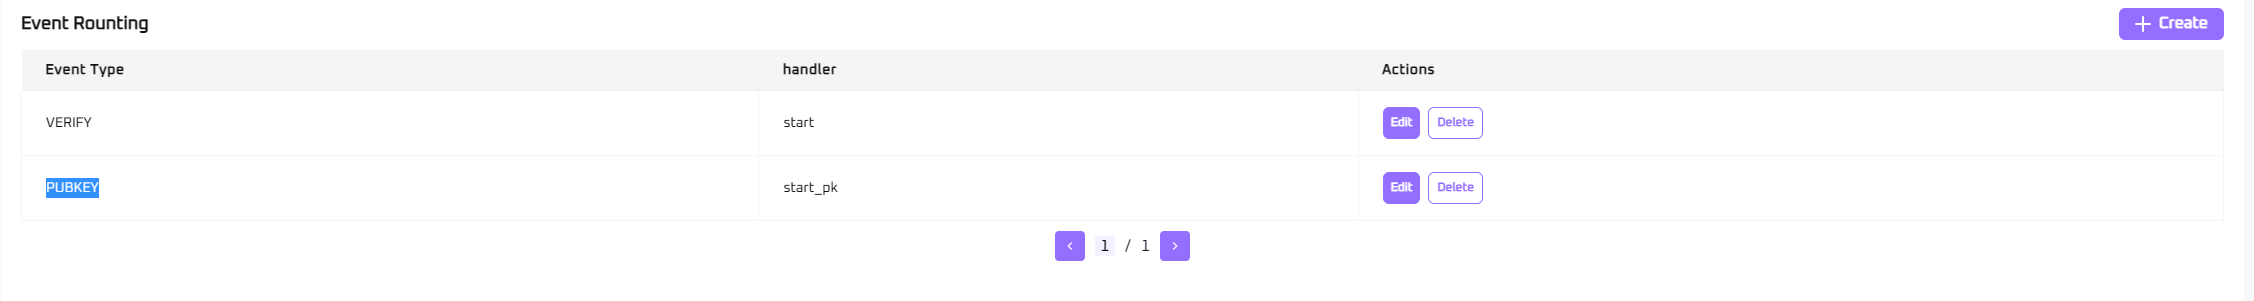 Event Rounting
+ Create
Event Type handler Actions
VERIFY start Edit Delete
PUBKEY start_pk Edit Delete
< 1 / 1 >